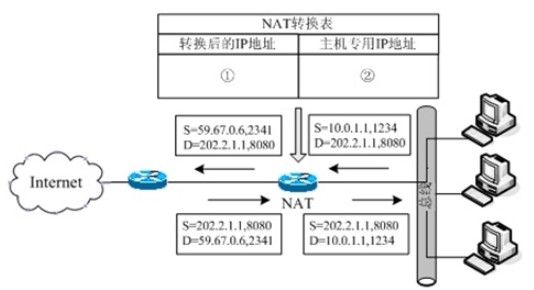 NAT转换表
转换后的IP地址 主机专用IP地址
① ②
S=59.67.0.6,2341
D=202.2.1.1,8080
S=10.0.1.1,1234
D=202.2.1.1,8080
Internet
NAT
总线
S=202.2.1.1,8080
D=59.67.0.6,2341
S=202.2.1.1,8080
D=10.0.1.1,1234